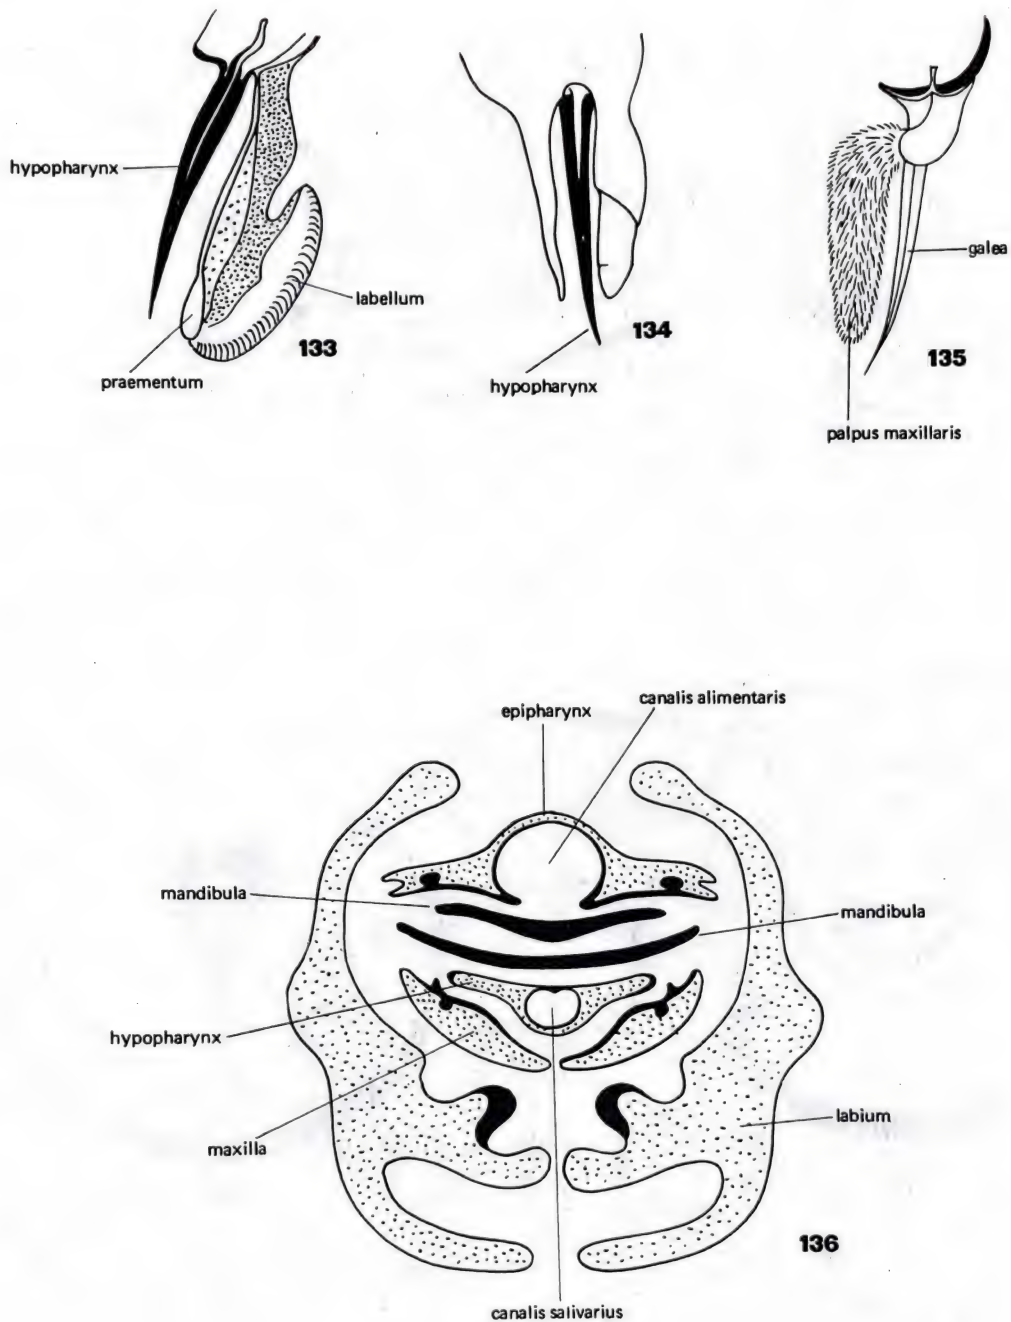 hypopharynx
labellum
133
praementum
134
hypopharynx
galea
135
palpus maxillaris
epipharynx
canalis alimentaris
mandibula
mandibula
hypopharynx
maxilla
labium
136
canalis salivarius